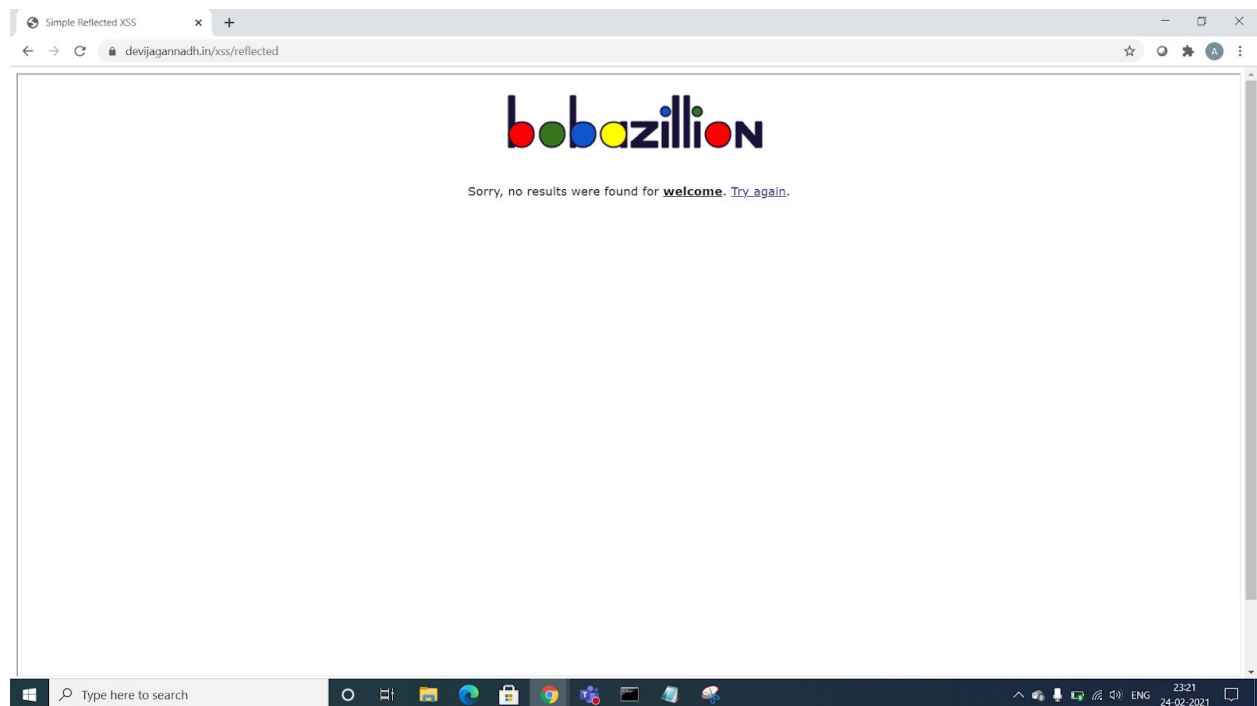 Simple Reflected XSS
devijagannadh.in/xss/reflected
A
bobazillion
Sorry, no results were found for welcome. Try again.
Type here to search
ENG
23:21
24-02-2021